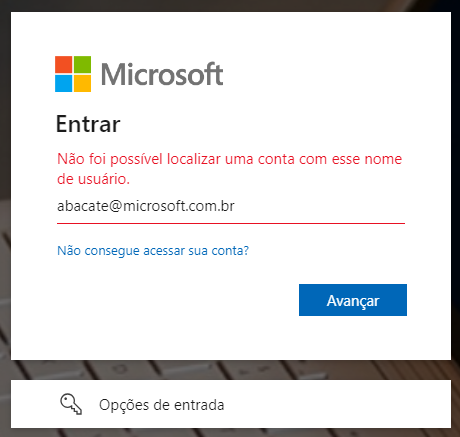 Microsoft
Entrar
Não foi possível localizar uma conta com esse nome
de usuário.
abacate@microsoft.com.br
Não consegue acessar sua conta?
Avançar
Opções de entrada